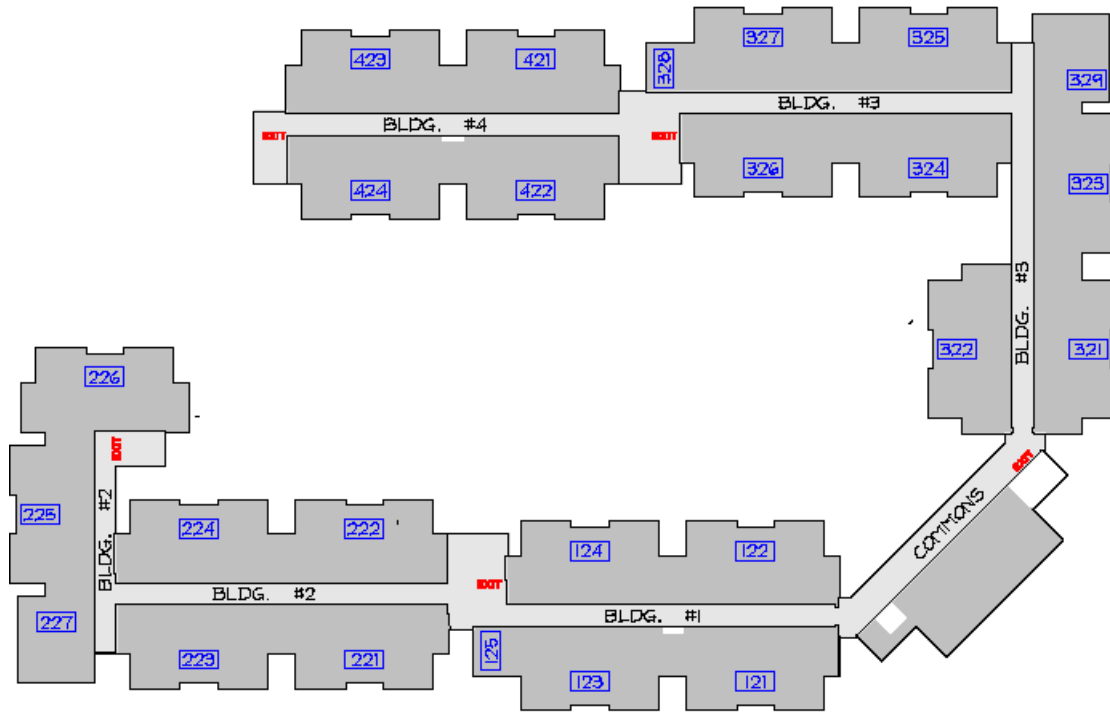 327
325
423
421
328
329
BLDG. #3
BLDG. #4
EXIT
EXIT
326
324
323
424
422
BLDG. #3
322
321
226
EXIT
EXIT
BLDG. #2
COMMONS
225
224
222
124
122
EXIT
BLDG. #2
BLDG. #1
227
125
223
221
123
121